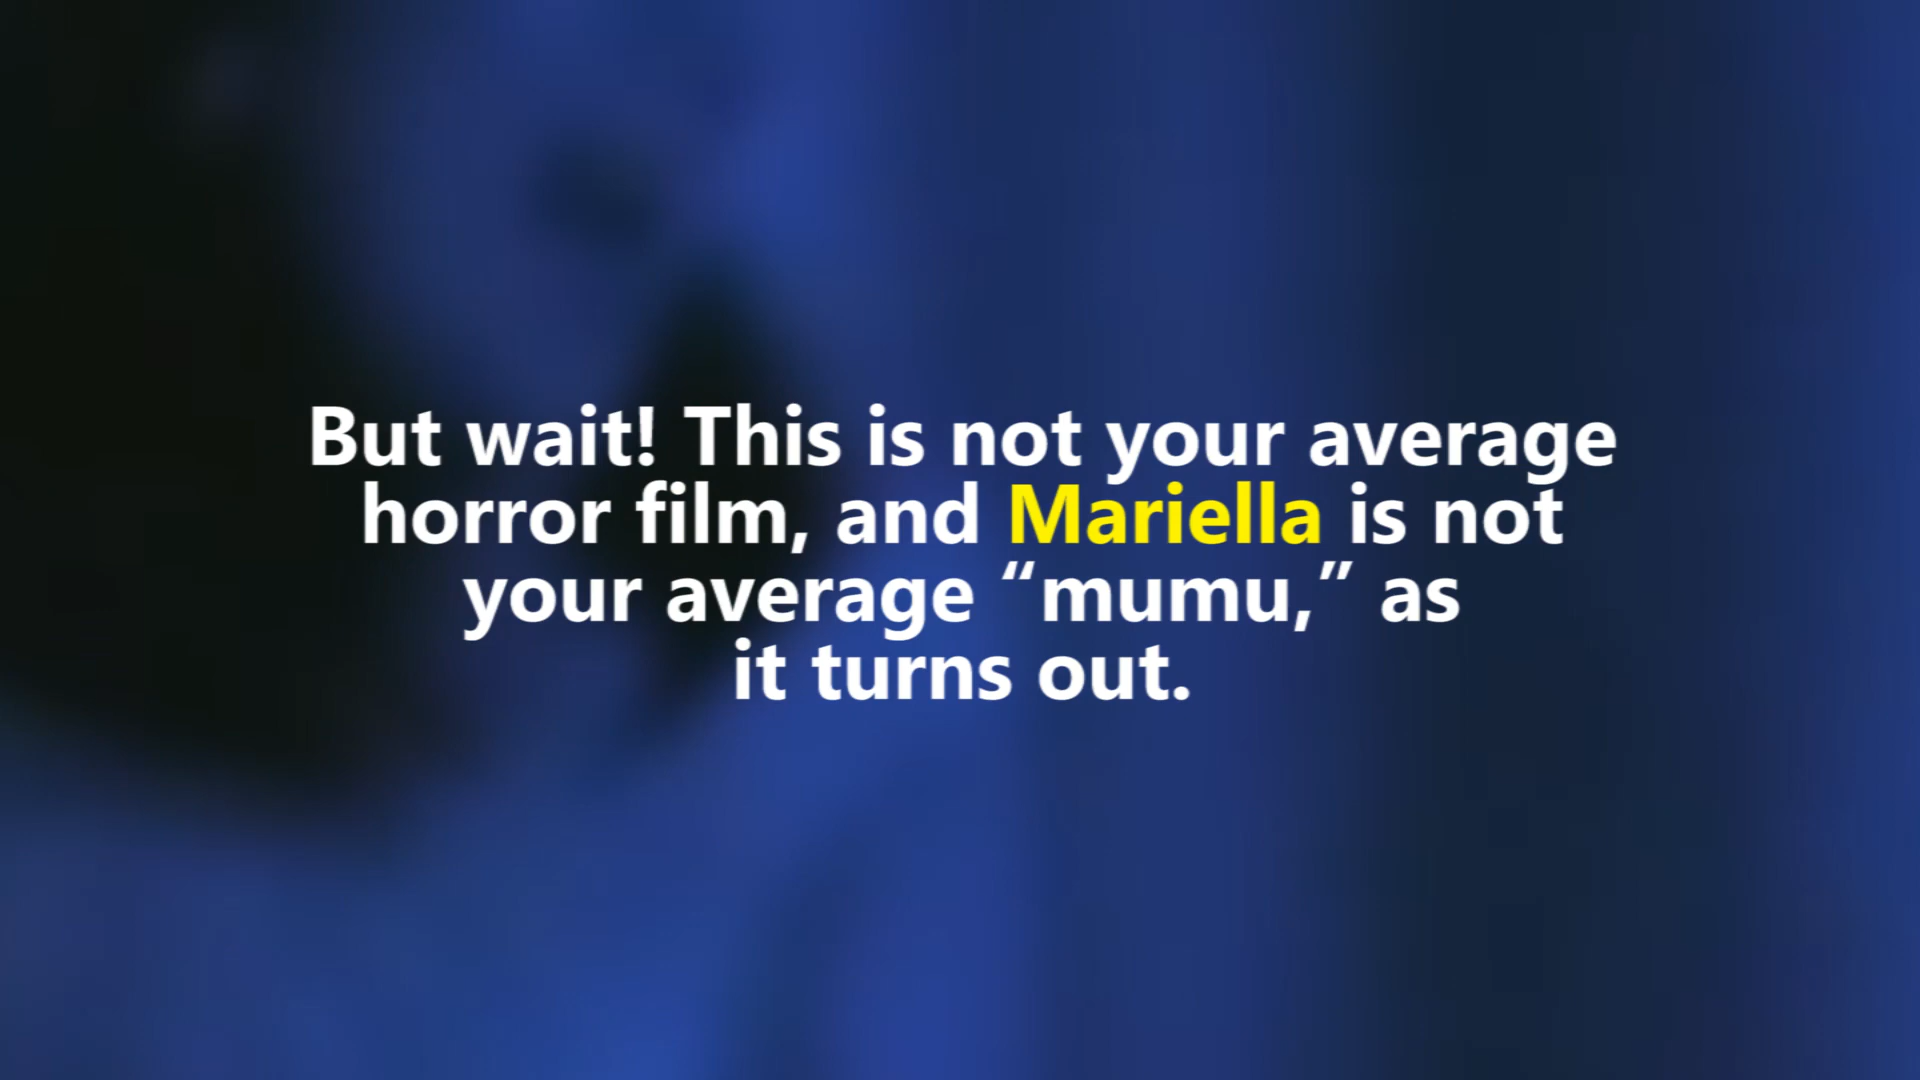 But wait! This is not your average
horror film, and Mariella is not
your average “mumu,” as
it turns out.